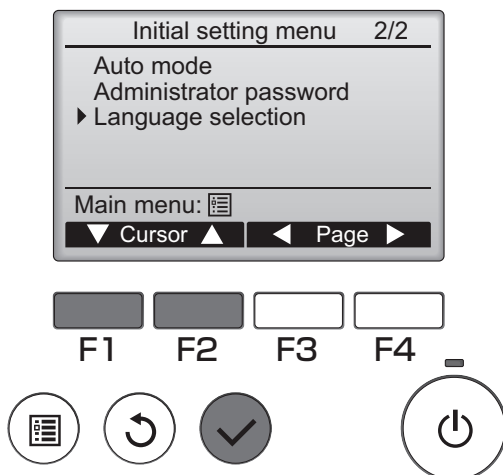 Initial setting menu 2/2
Auto mode
Administrator password
Language selection
Main menu:
Cursor Page
F1 F2 F3 F4